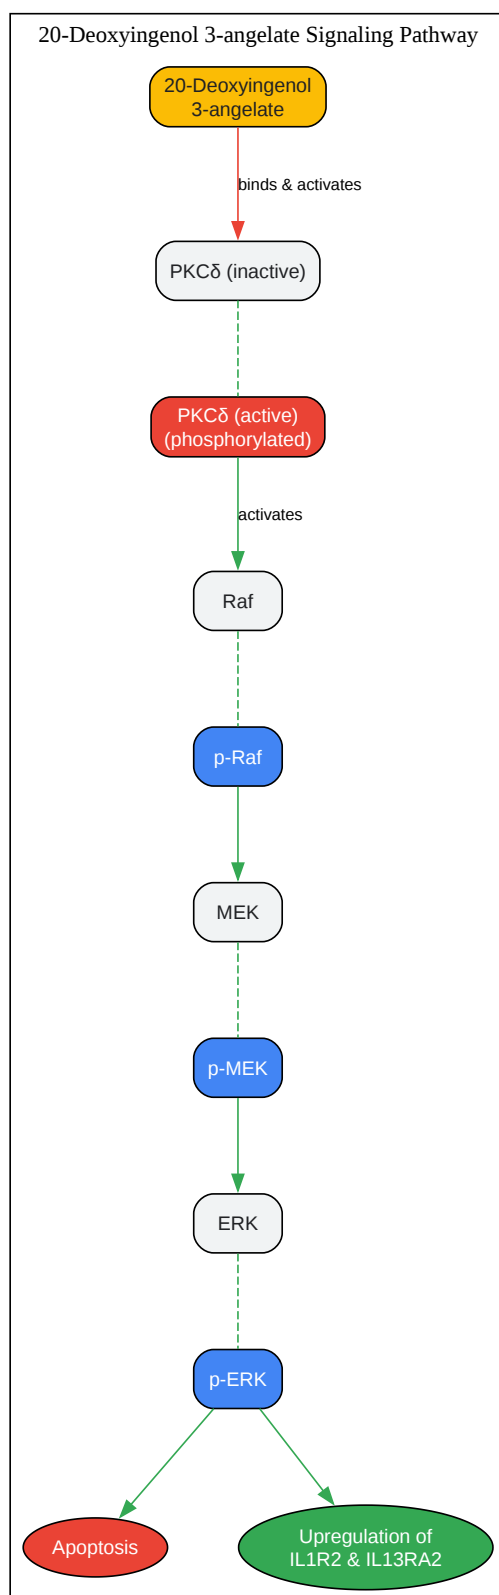 20-Deoxyingenol 3-angelate Signaling Pathway
20-Deoxyingenol
3-angelate
binds & activates
PKCδ (inactive)
PKCδ (active)
(phosphorylated)
activates
Raf
p-Raf
MEK
p-MEK
ERK
p-ERK
Apoptosis
Upregulation of
IL1R2 & IL13RA2